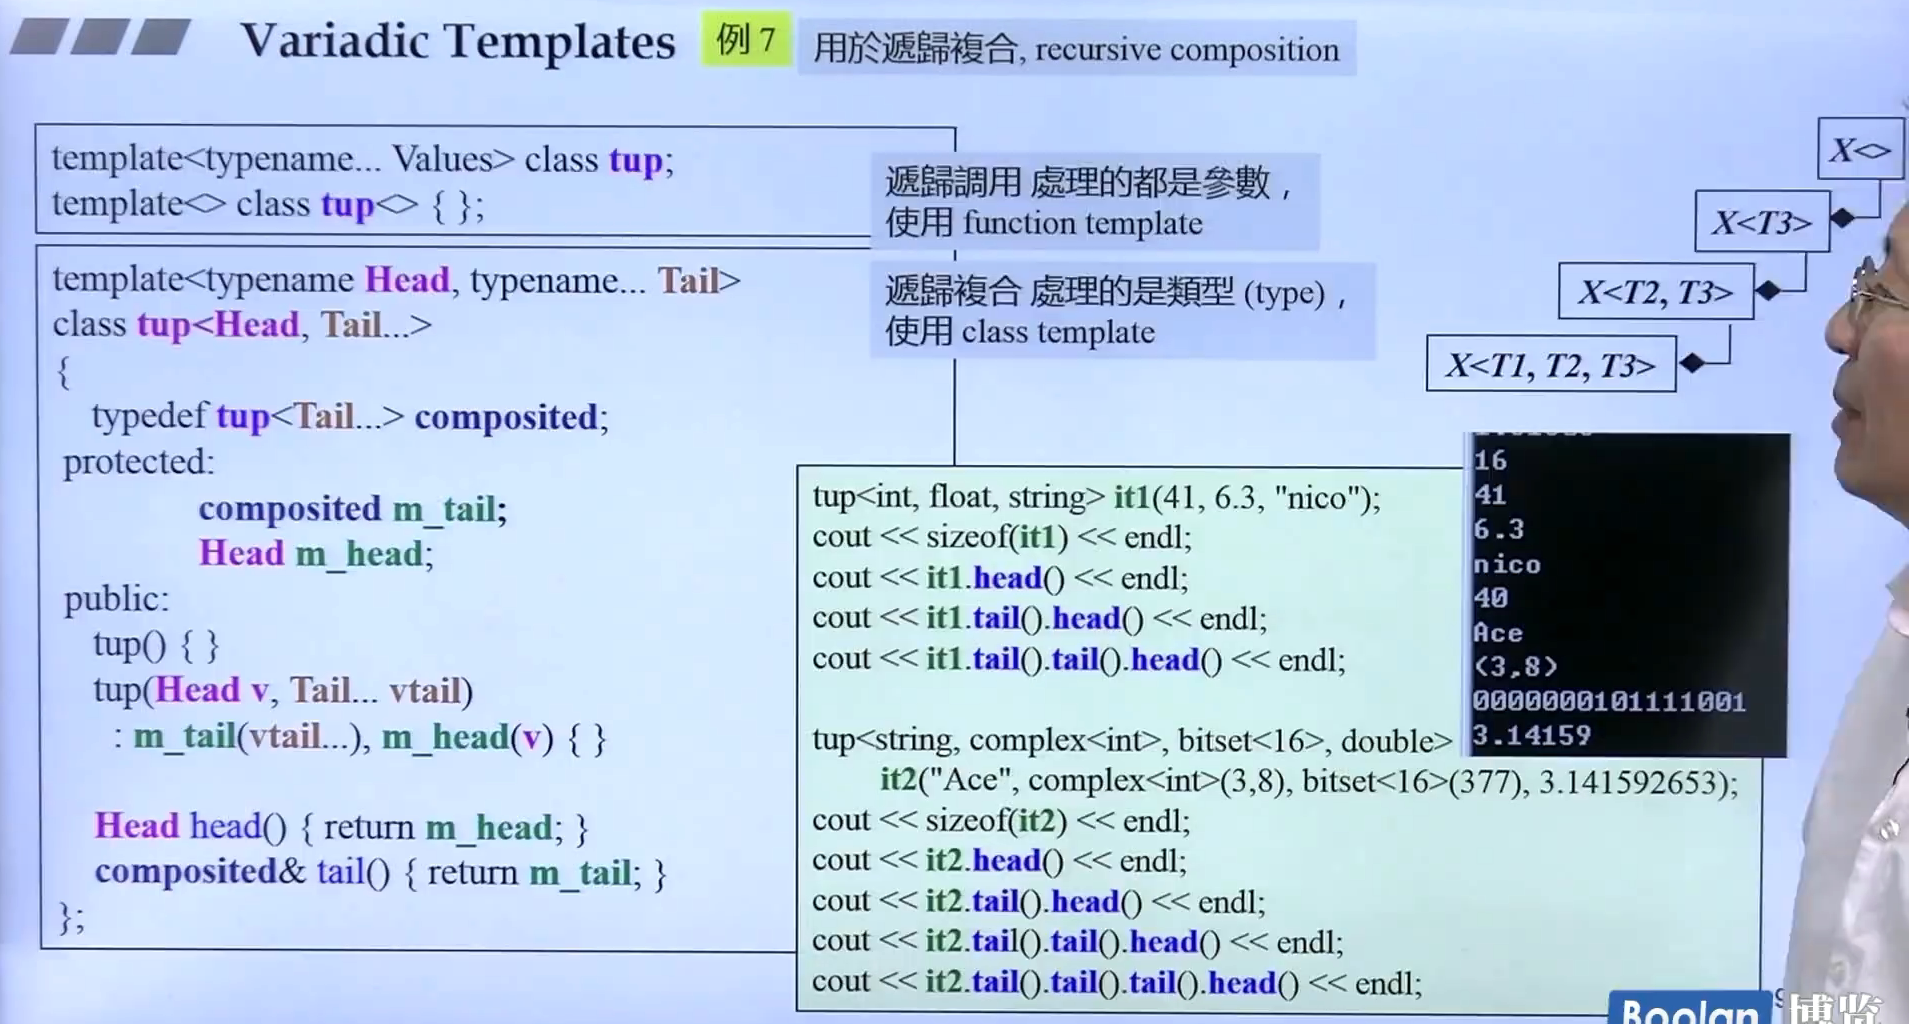 Variadic Templates
例 7
用於遞歸複合, recursive composition
template<typename... Values> class tup;
template<> class tup<> { };
遞歸調用 處理的都是參數，
使用 function template
遞歸複合 處理的是類型 (type)，
使用 class template
template<typename Head, typename... Tail>
class tup<Head, Tail...>
{
typedef tup<Tail...> composited;
protected:
composited m_tail;
Head m_head;
public:
tup() { }
tup(Head v, Tail... vtail)
: m_tail(vtail...), m_head(v) { }
Head head() { return m_head; }
composited& tail() { return m_tail; }
};
X<>
X<T3>
X<T2, T3>
X<T1, T2, T3>
tup<int, float, string> it1(41, 6.3, "nico");
cout << sizeof(it1) << endl;
cout << it1.head() << endl;
cout << it1.tail().head() << endl;
cout << it1.tail().tail().head() << endl;
tup<string, complex<int>, bitset<16>, double>
it2("Ace", complex<int>(3,8), bitset<16>(377), 3.141592653);
cout << sizeof(it2) << endl;
cout << it2.head() << endl;
cout << it2.tail().head() << endl;
cout << it2.tail().tail().head() << endl;
cout << it2.tail().tail().tail().head() << endl;
16
41
6.3
nico
40
Ace
(3,8)
0000000101111001
3.14159
Boolan 博览